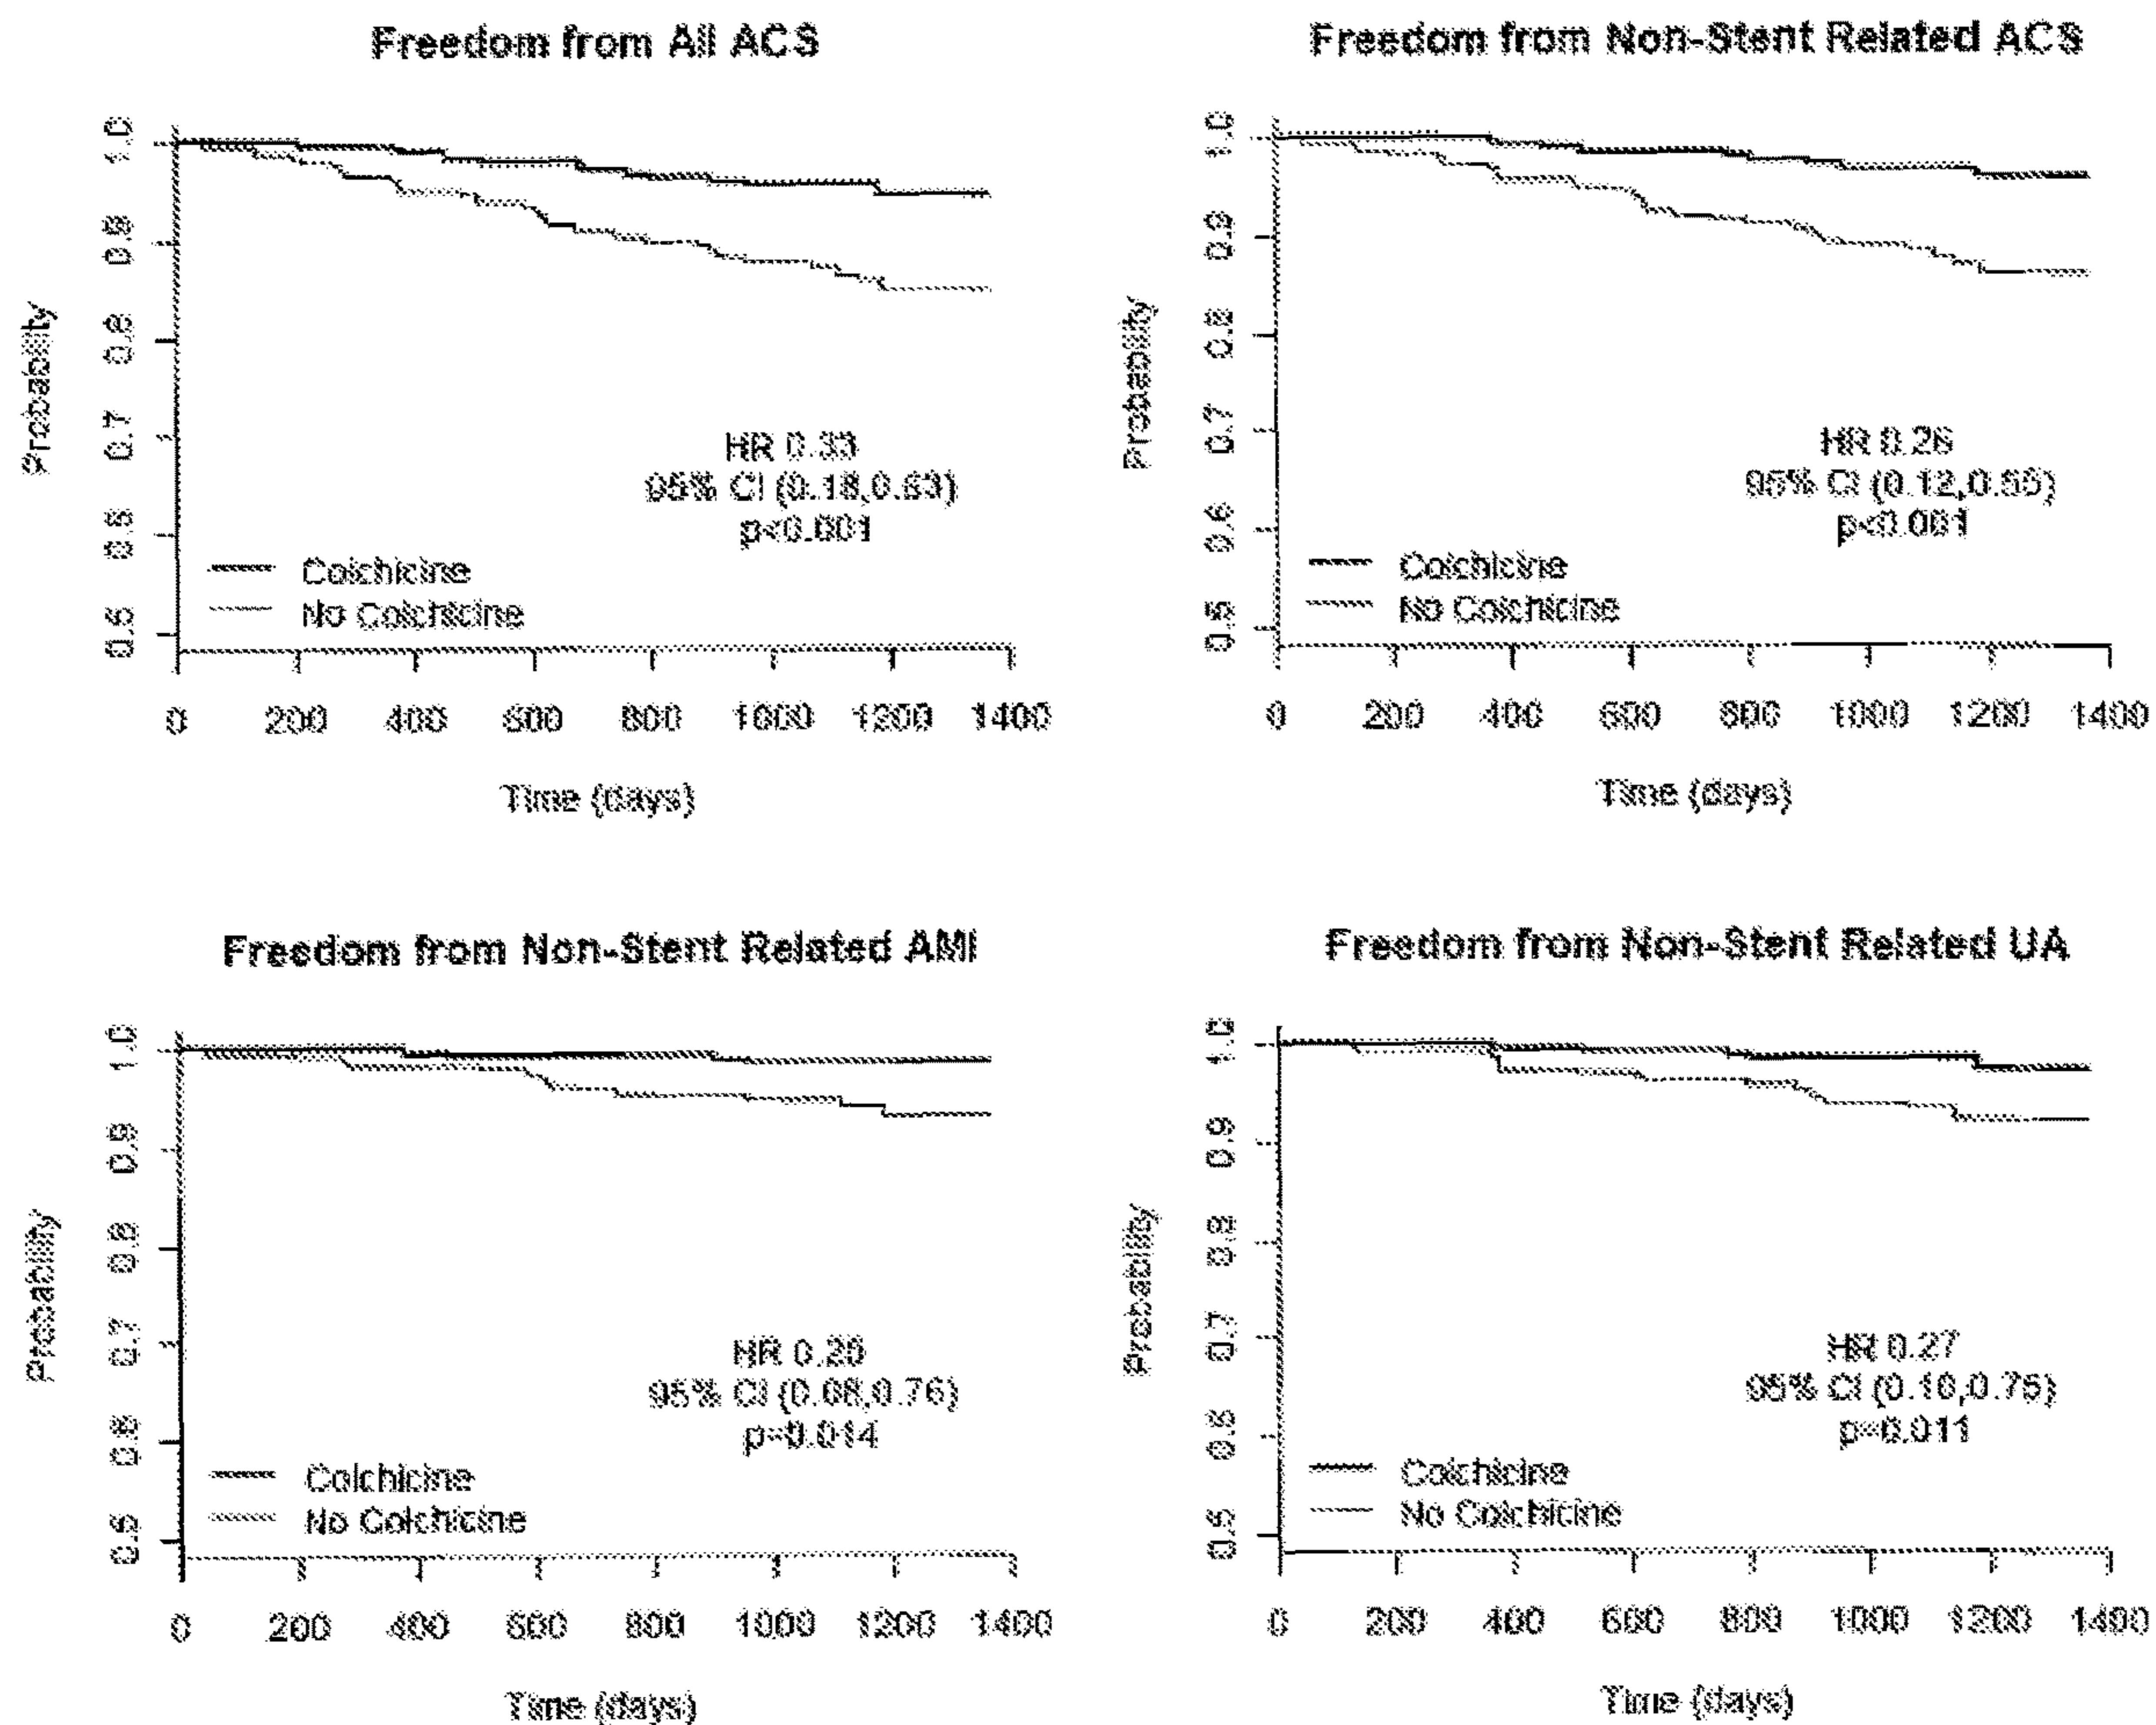 Freedom from All ACS
Probability
1.0
0.9
0.8
0.7
0.6
0.5
HR 0.33
95% CI (0.18,0.63)
p<0.001
Colchicine
No Colchicine
0 200 400 600 800 1000 1200 1400
Time (days)
Freedom from Non-Stent Related ACS
Probability
1.0
0.9
0.8
0.7
0.6
0.5
HR 0.26
95% CI (0.12,0.55)
p<0.001
Colchicine
No Colchicine
0 200 400 600 800 1000 1200 1400
Time (days)
Freedom from Non-Stent Related AMI
Probability
1.0
0.9
0.8
0.7
0.6
0.5
HR
95% CI (0.08,0.76)
p=0.014
Colchicine
No Colchicine
0 200 400 600 800 1000 1200 1400
Time (days)
Freedom from Non-Stent Related UA
Probability
1.0
0.9
0.8
0.7
0.6
0.5
HR 0.27
95% CI (0.10,0.75)
p=0.011
Colchicine
No Colchicine
0 200 400 600 800 1000 1200 1400
Time (days)